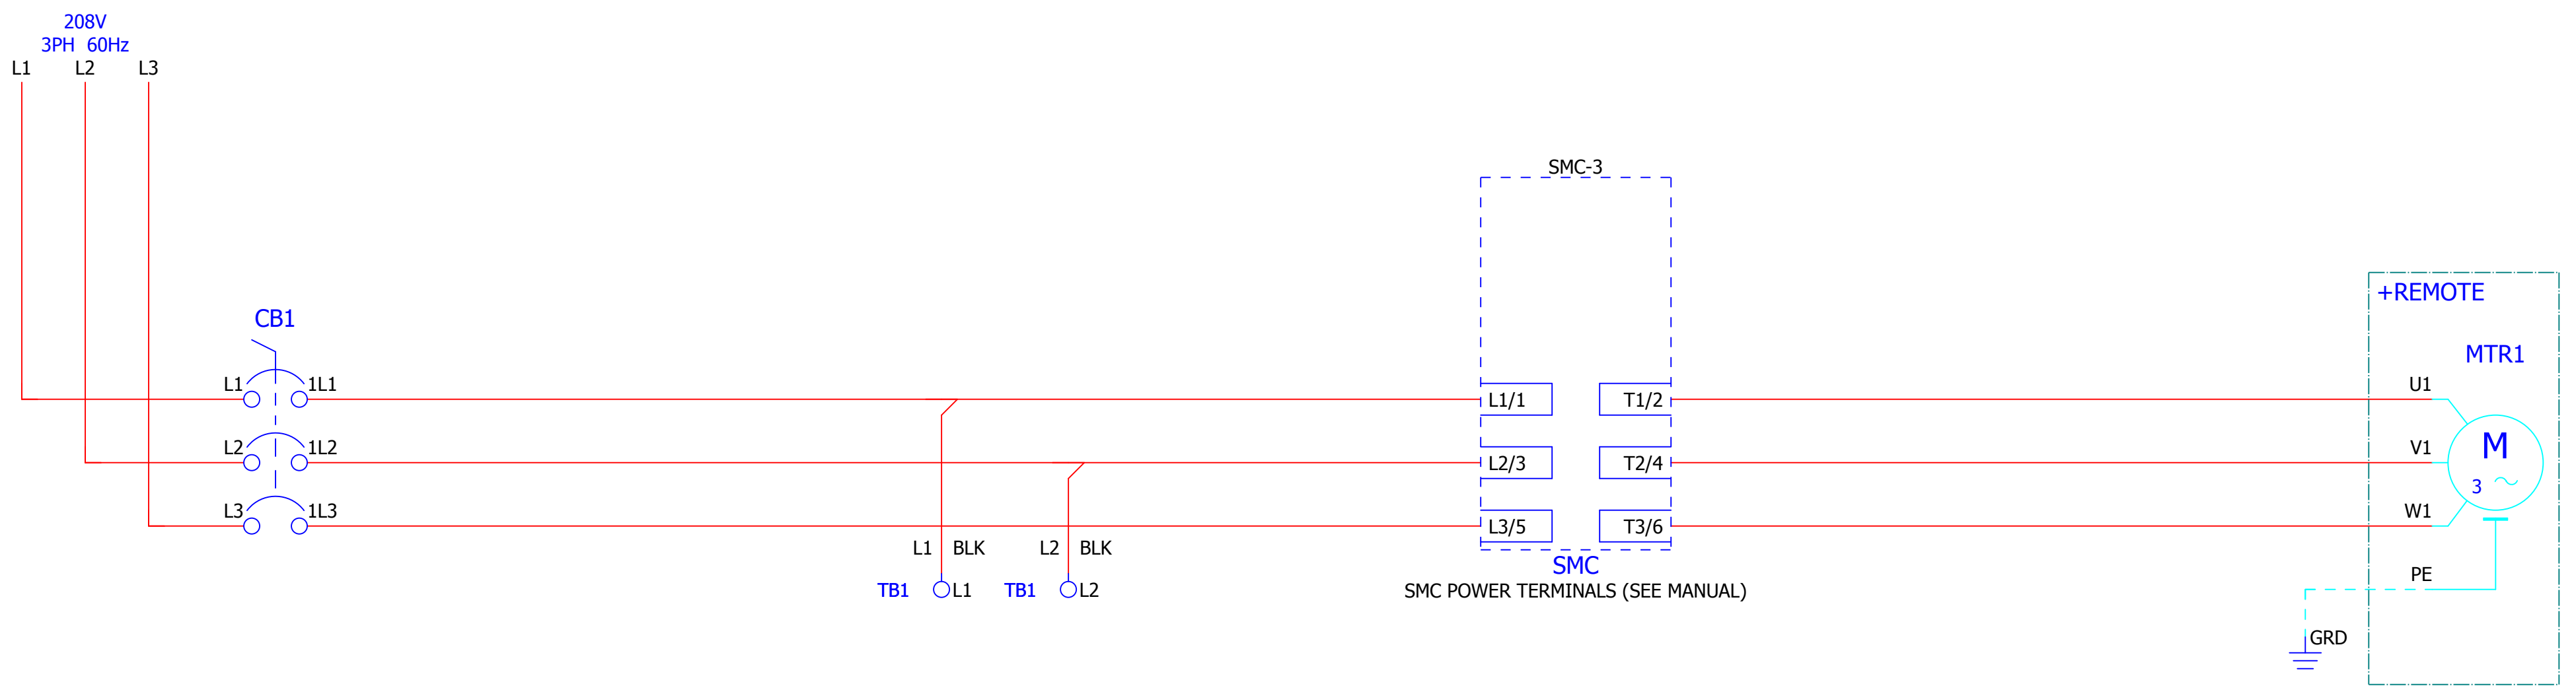 208V
3PH 60Hz
L1 L2 L3
SMC-3
+REMOTE
CB1
MTR1
L1 1L1 U1
L1/1 T1/2
L2 1L2 M V1
L2/3 T2/4
3
L3 1L3 W1
L3/5 T3/6
L1 BLK L2 BLK
SMC
PE
TB1 L1 TB1 L2
SMC POWER TERMINALS (SEE MANUAL)
GRD